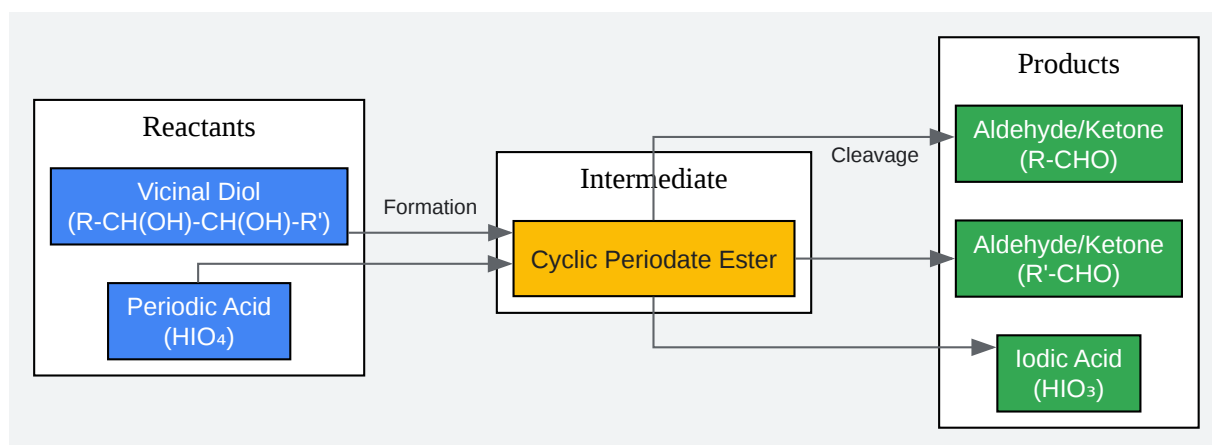 Reactants
Vicinal Diol
(R-CH(OH)-CH(OH)-R')
Periodic Acid
(HIO₄)
Formation
Intermediate
Cyclic Periodate Ester
Cleavage
Products
Aldehyde/Ketone
(R-CHO)
Aldehyde/Ketone
(R'-CHO)
Iodic Acid
(HIO₃)